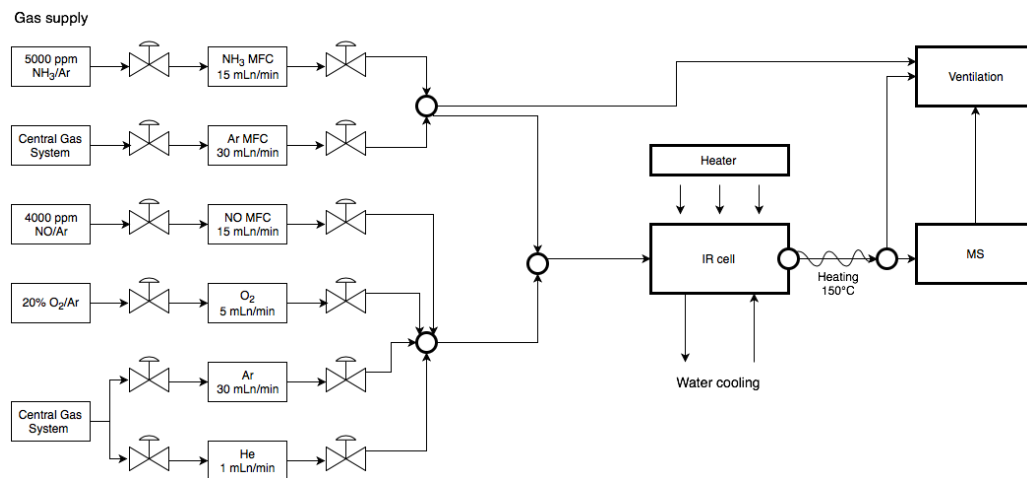 Gas supply
5000 ppm
NH₃/Ar
NH₃ MFC
15 mLn/min
Ventilation
Central Gas
System
Ar MFC
30 mLn/min
Heater
4000 ppm
NO/Ar
NO MFC
15 mLn/min
IR cell
MS
Heating
150°C
20% O₂/Ar
O₂
5 mLn/min
Ar
30 mLn/min
Water cooling
Central Gas
System
He
1 mLn/min